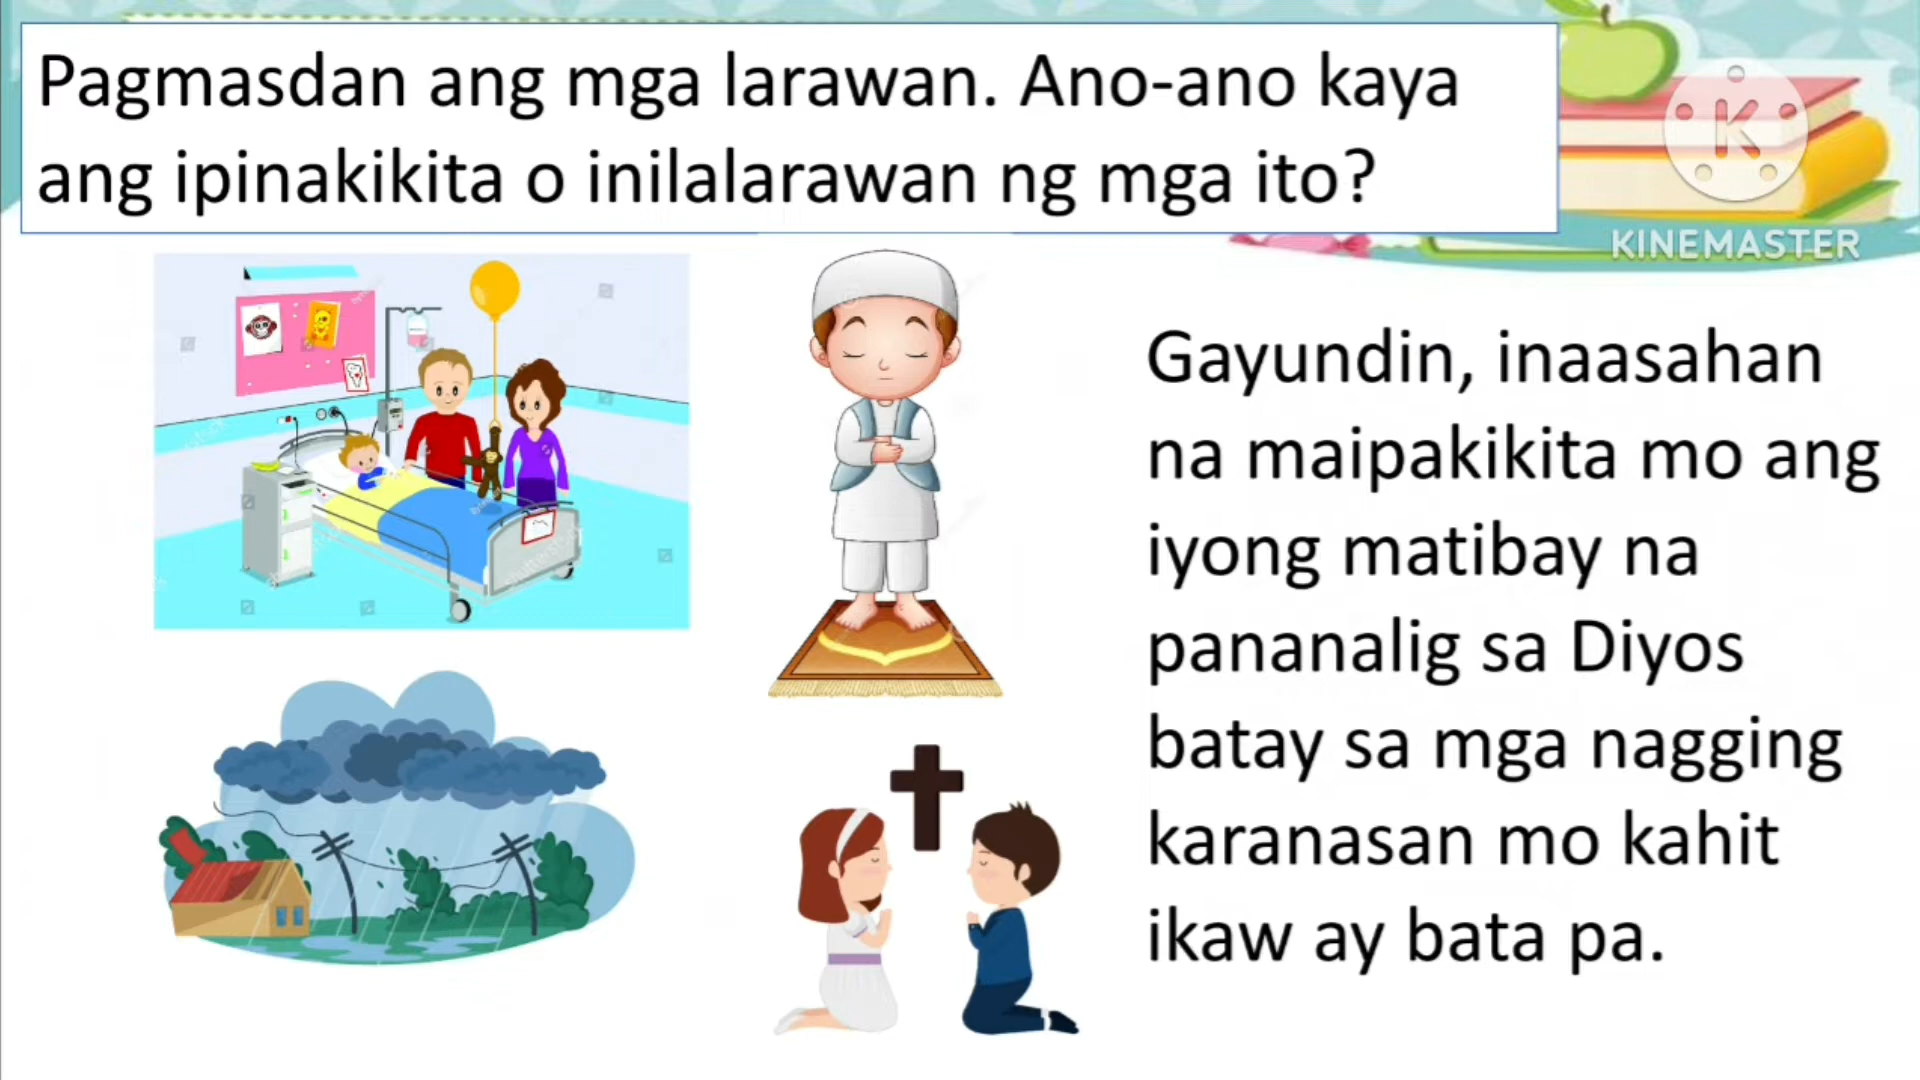 Pagmasdan ang mga larawan. Ano-ano kaya
ang ipinakikita o inilalarawan ng mga ito?
KINEMASTER
Gayundin, inaasahan
na maipakikita mo ang
iyong matibay na
pananalig sa Diyos
batay sa mga nagging
karanasan mo kahit
ikaw ay bata pa.